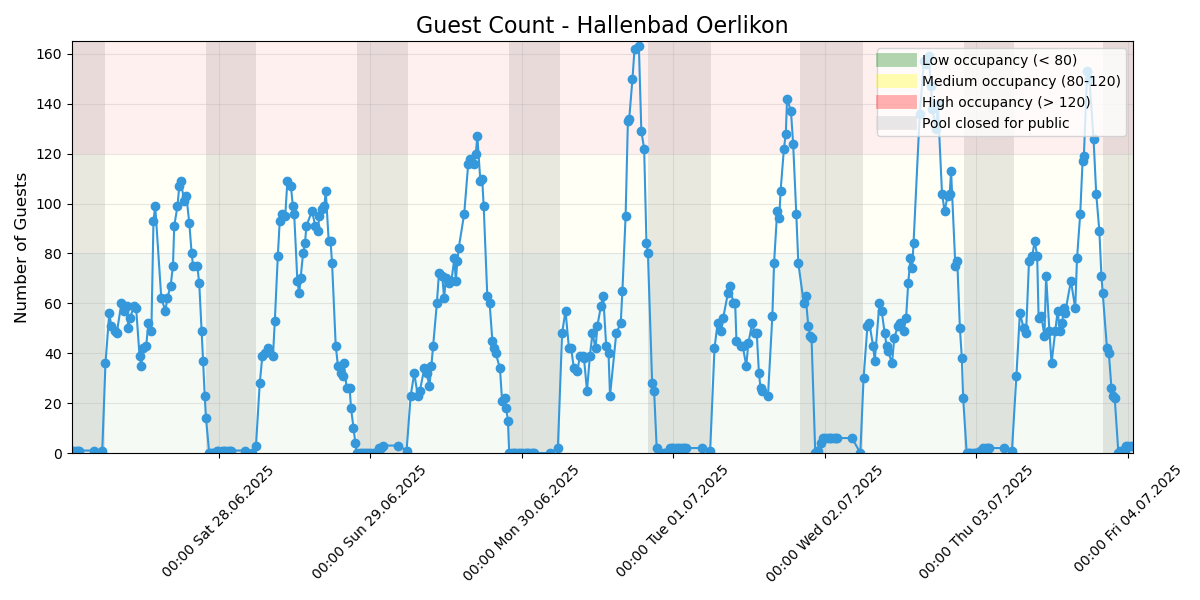 Guest Count - Hallenbad Oerlikon
Number of Guests
160
140
120
100
80
60
40
20
0
Low occupancy (< 80)
Medium occupancy (80-120)
High occupancy (> 120)
Pool closed for public
00:00 Sat 28.06.2025
00:00 Sun 29.06.2025
00:00 Mon 30.06.2025
00:00 Tue 01.07.2025
00:00 Wed 02.07.2025
00:00 Thu 03.07.2025
00:00 Fri 04.07.2025